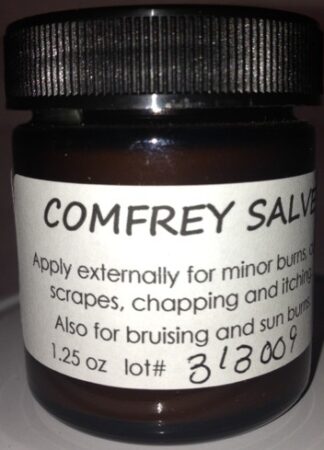 COMFREY SALVE
Apply externally for minor burns,
scrapes, chapping and itching.
Also for bruising and sun burns.
1.25 oz lot# 313009